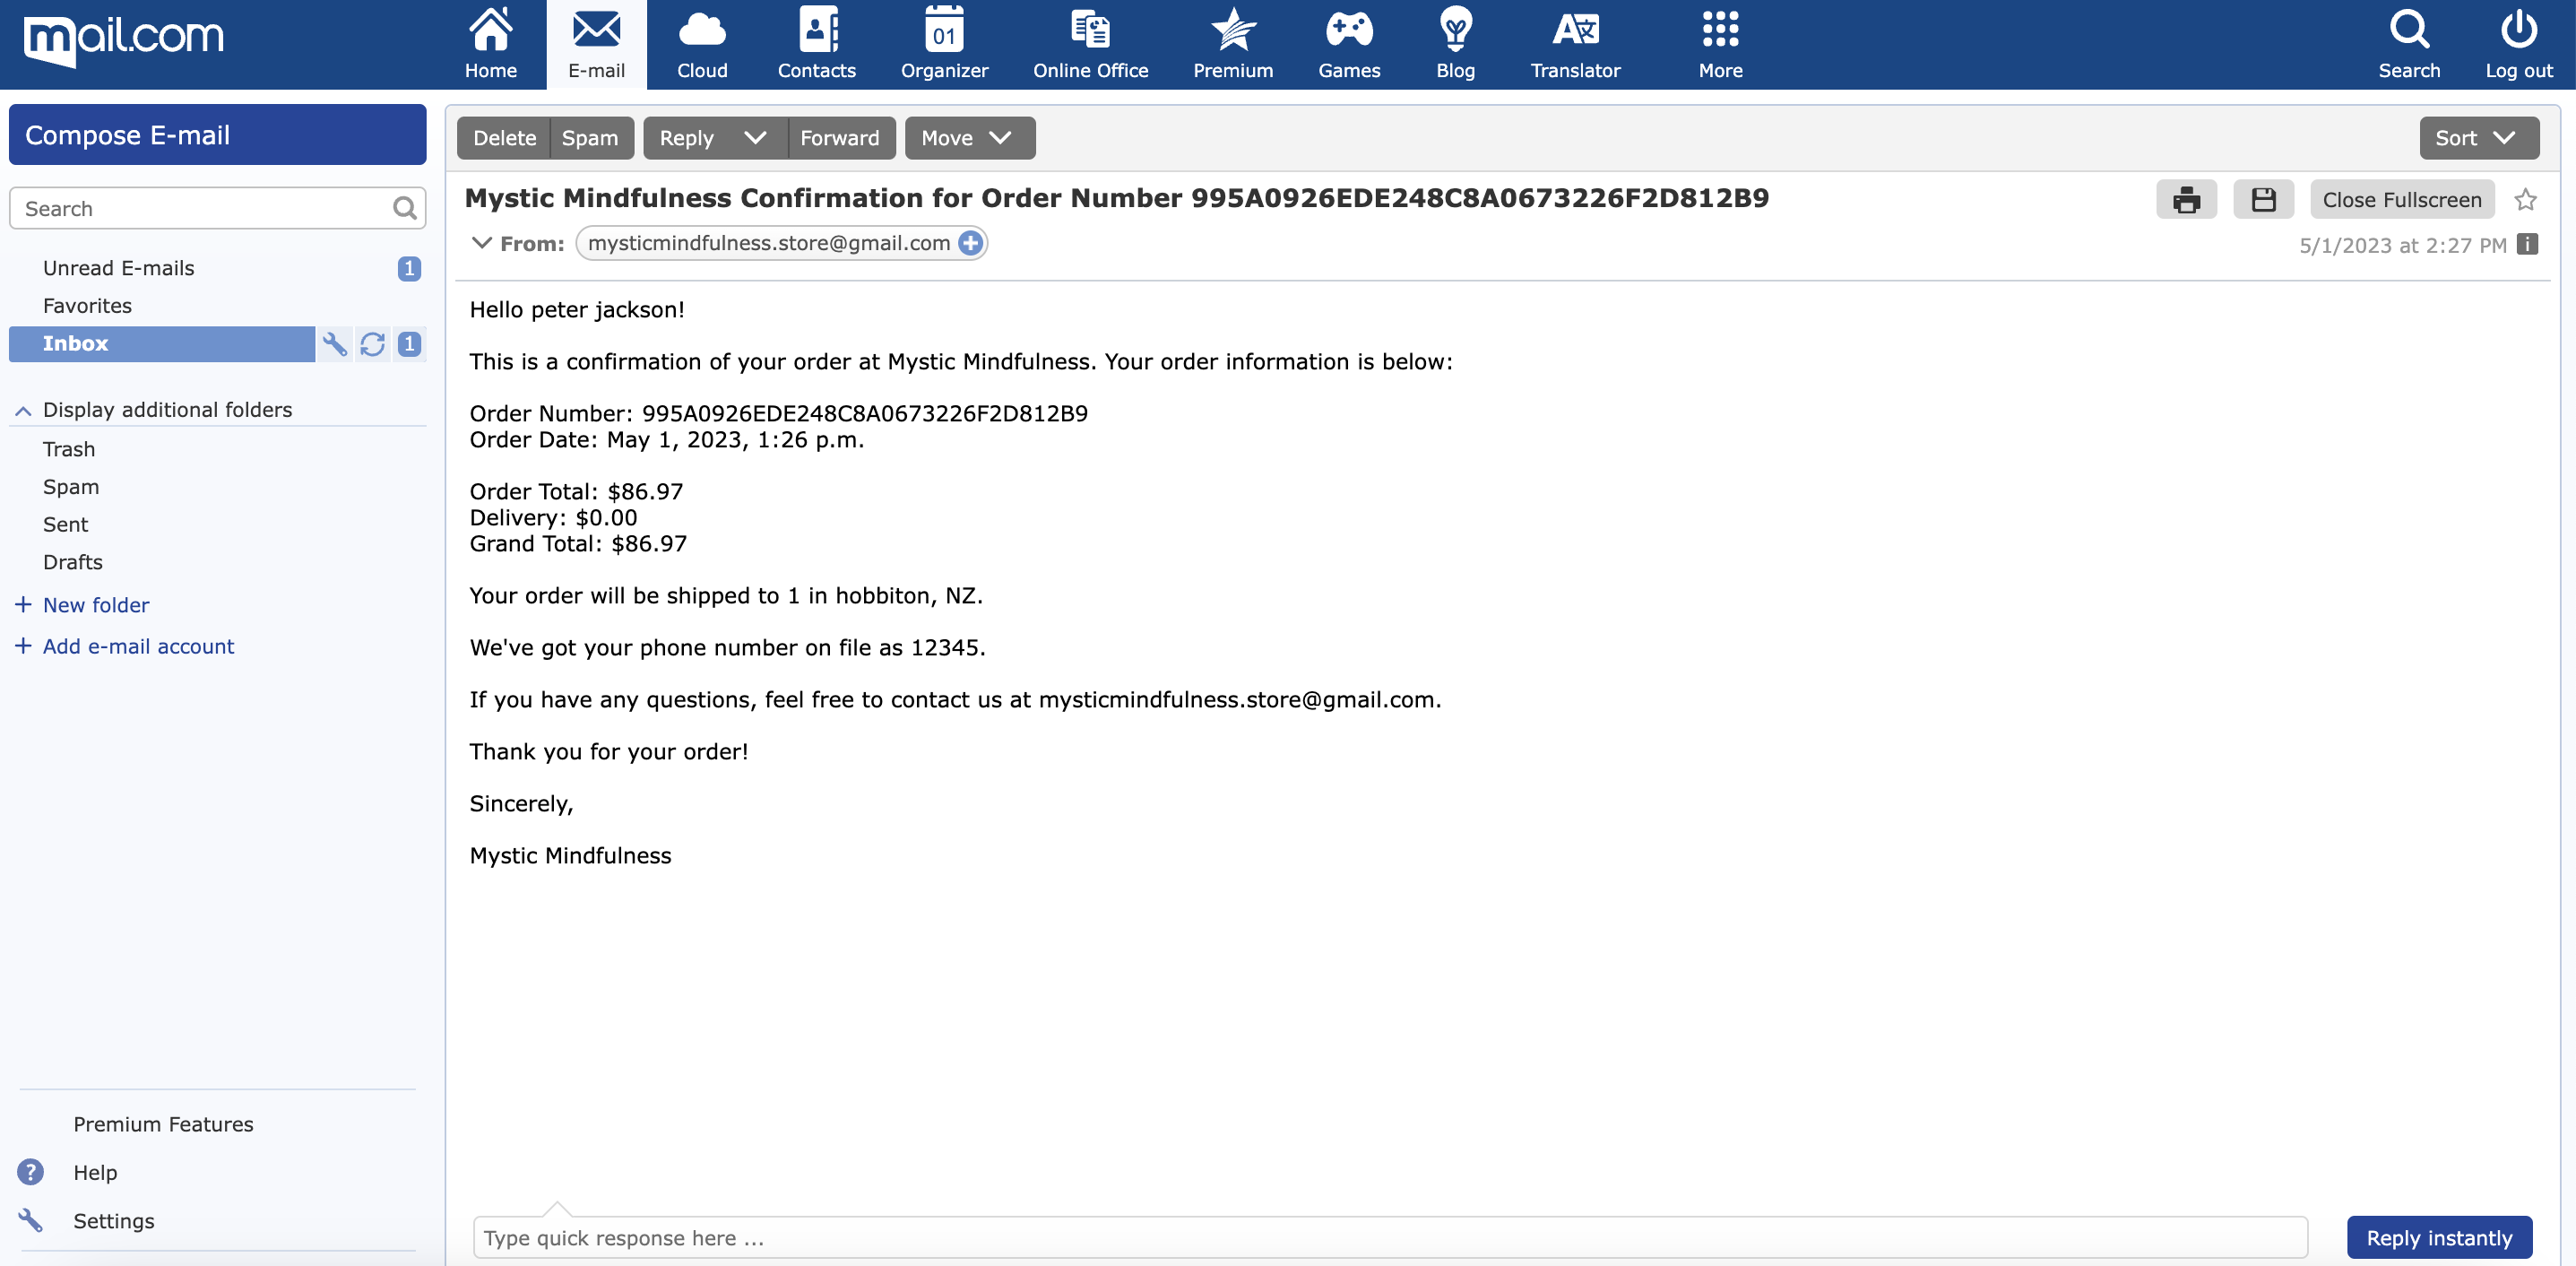 mail.com
Home
E-mail
Cloud
Contacts
01
Organizer
Online Office
Premium
Games
Blog
Translator
More
Search
Log out
Compose E-mail
Search
Unread E-mails 1
Favorites
Inbox 1
Display additional folders
Trash
Spam
Sent
Drafts
+ New folder
+ Add e-mail account
Premium Features
? Help
Settings
Delete Spam Reply Forward Move Sort
Mystic Mindfulness Confirmation for Order Number 995A0926EDE248C8A0673226F2D812B9
Close Fullscreen
From: mysticmindfulness.store@gmail.com
5/1/2023 at 2:27 PM i
Hello peter jackson!
This is a confirmation of your order at Mystic Mindfulness. Your order information is below:
Order Number: 995A0926EDE248C8A0673226F2D812B9
Order Date: May 1, 2023, 1:26 p.m.
Order Total: $86.97
Delivery: $0.00
Grand Total: $86.97
Your order will be shipped to 1 in hobbiton, NZ.
We've got your phone number on file as 12345.
If you have any questions, feel free to contact us at mysticmindfulness.store@gmail.com.
Thank you for your order!
Sincerely,
Mystic Mindfulness
Type quick response here ...
Reply instantly